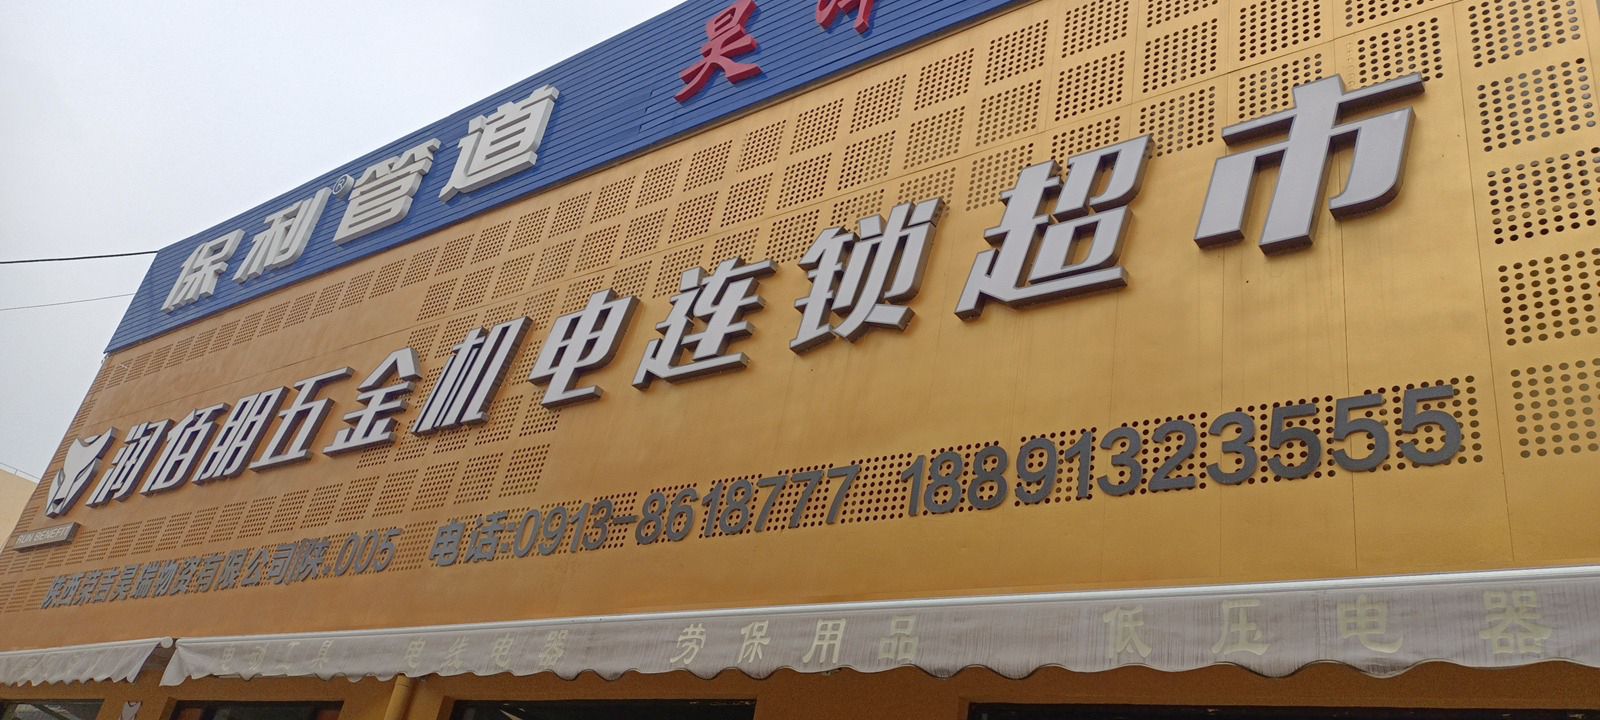 保利®管道
昊
润佰明五金机电连锁超市
RUN BENEFIT
陕西荣吉昊瑞物资有限公司|陕.005 电话:0913-8618777 18891323555
电动工具 电线电器 劳保用品 低压电器